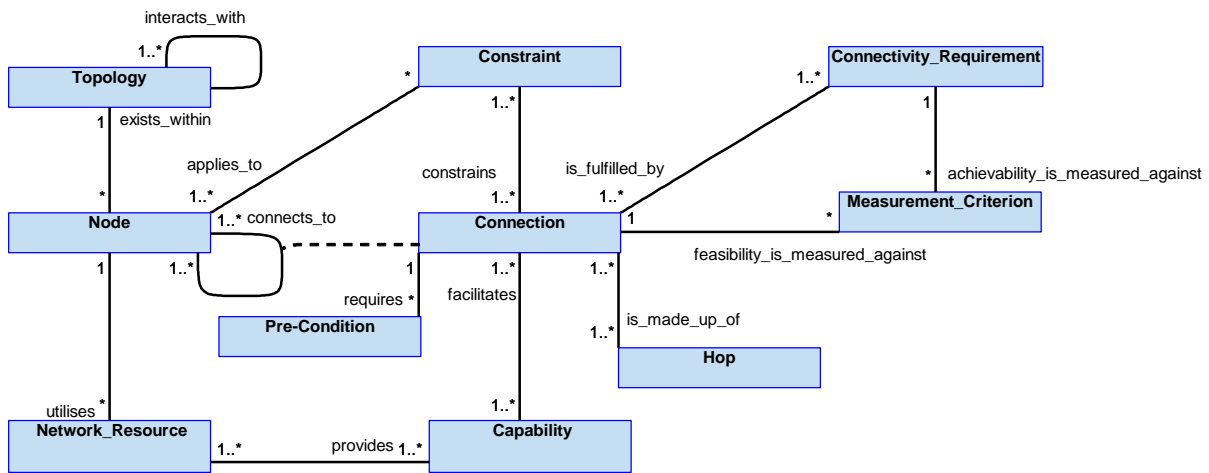 interacts_with
1..*
Topology
1
exists_within
*
Constraint
*
1..*
applies_to
constrains
1..*
1..*
Connectivity_Requirement
1..*
1
is_fulfilled_by
1..*
*
achievability_is_measured_against
Measurement_Criterion
Node
1..*
connects_to
1..*
Connection
1
*
feasibility_is_measured_against
1
1
requires
*
Pre-Condition
1..*
facilitates
1..*
1..*
is_made_up_of
Hop
*
utilises
Network_Resource
1..*
provides
1..*
1..*
Capability